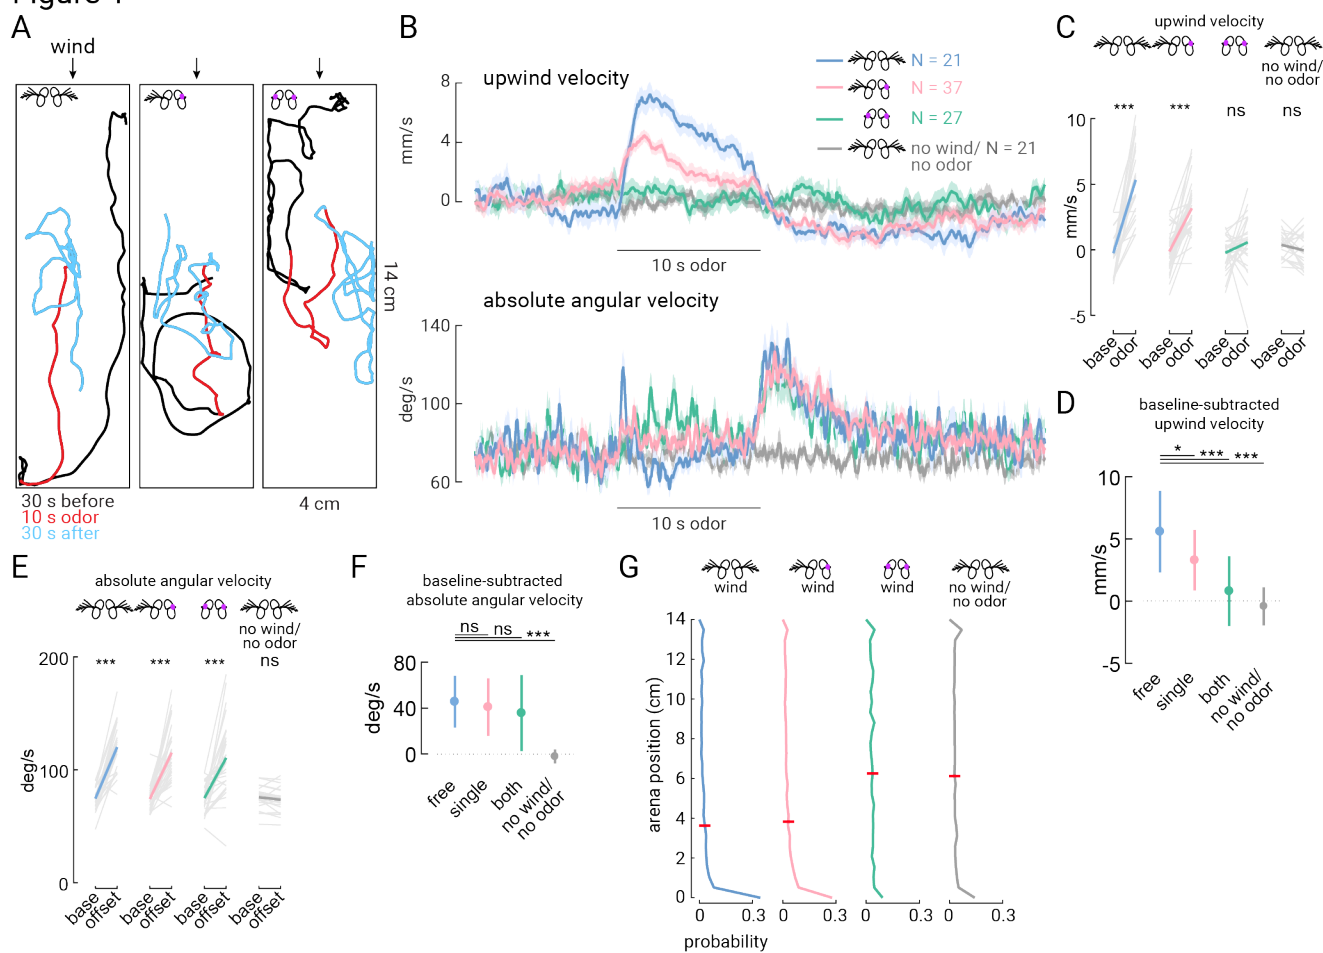 A
wind
14 cm
4 cm
30 s before
10 s odor
30 s after
B
upwind velocity
N = 21
N = 37
N = 27
no wind/ N = 21
no odor
8
4
0
mm/s
10 s odor
absolute angular velocity
140
100
60
deg/s
10 s odor
C
upwind velocity
no wind/
no odor
*** *** ns ns
10
5
0
-5
mm/s
base
odor
base
odor
base
odor
base
odor
D
baseline-subtracted
upwind velocity
* *** ***
10
5
0
-5
mm/s
free
single
both
no wind/
no odor
E
absolute angular velocity
no wind/
no odor
*** *** *** ns
200
100
0
deg/s
base
offset
base
offset
base
offset
base
offset
F
baseline-subtracted
absolute angular velocity
ns ns ***
80
40
0
deg/s
free
single
both
no wind/
no odor
G
wind wind wind no wind/
no odor
14
12
10
8
6
4
2
0
arena position (cm)
0 0.3 0 0.3 0 0.3 0 0.3
probability